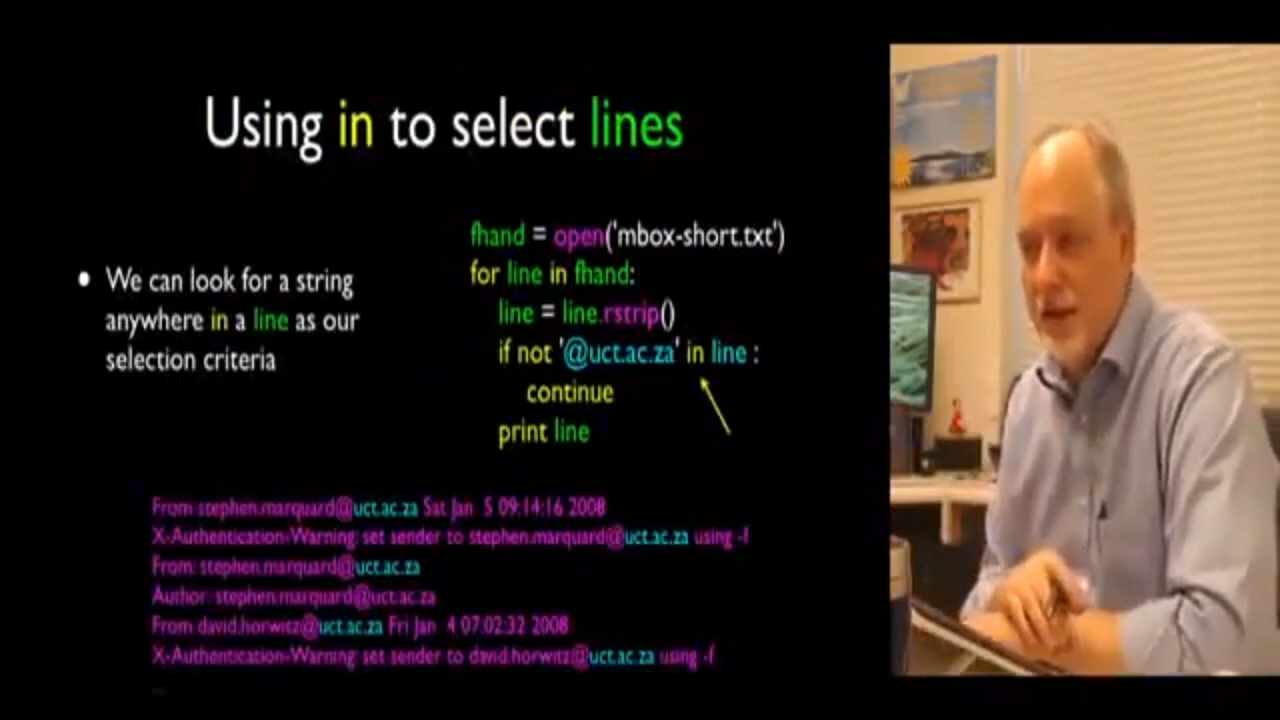 Using in to select lines
We can look for a string
anywhere in a line as our
selection criteria
fhand = open('mbox-short.txt')
for line in fhand:
line = line.rstrip()
if not '@uct.ac.za' in line :
continue
print line
From stephen.marquard@uct.ac.za Sat Jan 5 09:14:16 2008
X-Authentication-Warning: set sender to stephen.marquard@uct.ac.za using -f
From: stephen.marquard@uct.ac.za
Author: stephen.marquard@uct.ac.za
From david.horwitz@uct.ac.za Fri Jan 4 07:02:32 2008
X-Authentication-Warning: set sender to david.horwitz@uct.ac.za using -f
...